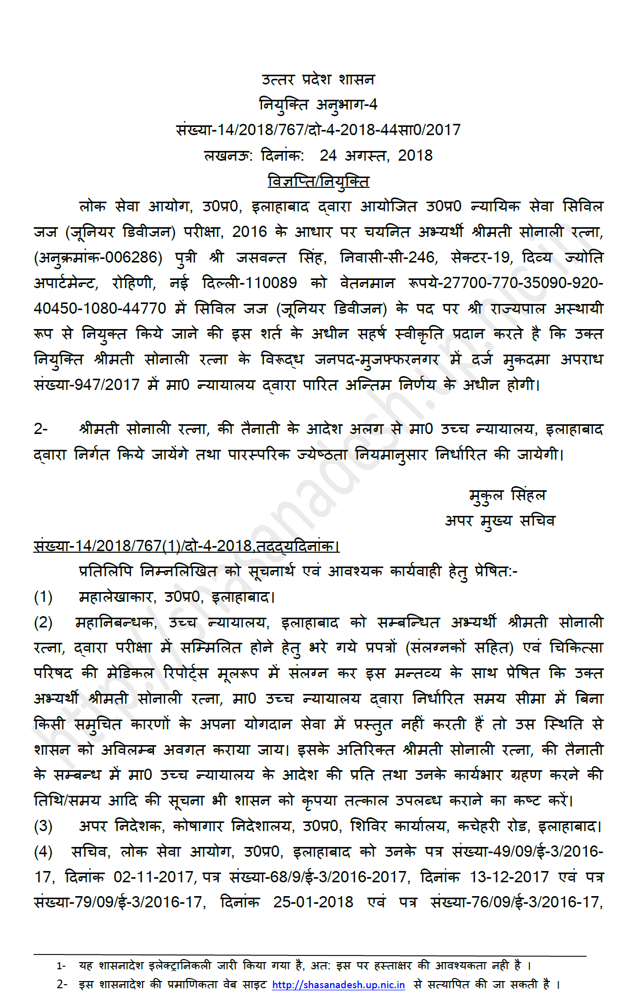 उत्तर प्रदेश शासन
नियुक्ति अनुभाग-4
संख्या-14/2018/767/दो-4-2018-44सा0/2017
लखनऊ: दिनांक: 24 अगस्त, 2018
विज्ञप्ति/नियुक्ति
लोक सेवा आयोग, उ0प्र0, इलाहाबाद द्वारा आयोजित उ0प्र0 न्यायिक सेवा सिविल
जज (जूनियर डिवीजन) परीक्षा, 2016 के आधार पर चयनित अभ्यर्थी श्रीमती सोनाली रत्ना,
(अनुक्रमांक-006286) पुत्री श्री जसवन्त सिंह, निवासी-सी-246, सेक्टर-19, दिव्य ज्योति
अपार्टमेन्ट, रोहिणी, नई दिल्ली-110089 को वेतनमान रूपये-27700-770-35090-920-
40450-1080-44770 में सिविल जज (जूनियर डिवीजन) के पद पर श्री राज्यपाल अस्थायी
रूप से नियुक्त किये जाने की इस शर्त के अधीन सहर्ष स्वीकृति प्रदान करते है कि उक्त
नियुक्ति श्रीमती सोनाली रत्ना के विरूद्ध जनपद-मुजफ्फरनगर में दर्ज मुकदमा अपराध
संख्या-947/2017 में मा0 न्यायालय द्वारा पारित अन्तिम निर्णय के अधीन होगी।
2- श्रीमती सोनाली रत्ना, की तैनाती के आदेश अलग से मा0 उच्च न्यायालय, इलाहाबाद
द्वारा निर्गत किये जायेंगे तथा पारस्परिक ज्येष्ठता नियमानुसार निर्धारित की जायेगी।
मुकुल सिंहल
अपर मुख्य सचिव
संख्या-14/2018/767(1)/दो-4-2018,तदद्यदिनांक।
प्रतिलिपि निम्नलिखित को सूचनार्थ एवं आवश्यक कार्यवाही हेतु प्रेषित:-
(1) महालेखाकार, उ0प्र0, इलाहाबाद।
(2) महानिबन्धक, उच्च न्यायालय, इलाहाबाद को सम्बन्धित अभ्यर्थी श्रीमती सोनाली
रत्ना, द्वारा परीक्षा में सम्मिलित होने हेतु भरे गये प्रपत्रों (संलग्नकों सहित) एवं चिकित्सा
परिषद की मेडिकल रिपोर्ट्स मूलरूप में संलग्न कर इस मन्तव्य के साथ प्रेषित कि उक्त
अभ्यर्थी श्रीमती सोनाली रत्ना, मा0 उच्च न्यायालय द्वारा निर्धारित समय सीमा में बिना
किसी समुचित कारणों के अपना योगदान सेवा में प्रस्तुत नहीं करती हैं तो उस स्थिति से
शासन को अविलम्ब अवगत कराया जाय। इसके अतिरिक्त श्रीमती सोनाली रत्ना, की तैनाती
के सम्बन्ध में मा0 उच्च न्यायालय के आदेश की प्रति तथा उनके कार्यभार ग्रहण करने की
तिथि/समय आदि की सूचना भी शासन को कृपया तत्काल उपलब्ध कराने का कष्ट करें।
(3) अपर निदेशक, कोषागार निदेशालय, उ0प्र0, शिविर कार्यालय, कचेहरी रोड, इलाहाबाद।
(4) सचिव, लोक सेवा आयोग, उ0प्र0, इलाहाबाद को उनके पत्र संख्या-49/09/ई-3/2016-
17, दिनांक 02-11-2017, पत्र संख्या-68/9/ई-3/2016-2017, दिनांक 13-12-2017 एवं पत्र
संख्या-79/09/ई-3/2016-17, दिनांक 25-01-2018 एवं पत्र संख्या-76/09/ई-3/2016-17,
1- यह शासनादेश इलेक्ट्रानिकली जारी किया गया है, अत: इस पर हस्ताक्षर की आवश्यकता नही है ।
2- इस शासनादेश की प्रमाणिकता वेब साइट http://shasanadesh.up.nic.in से सत्यापित की जा सकती है ।
http://shasanadesh.up.nic.in